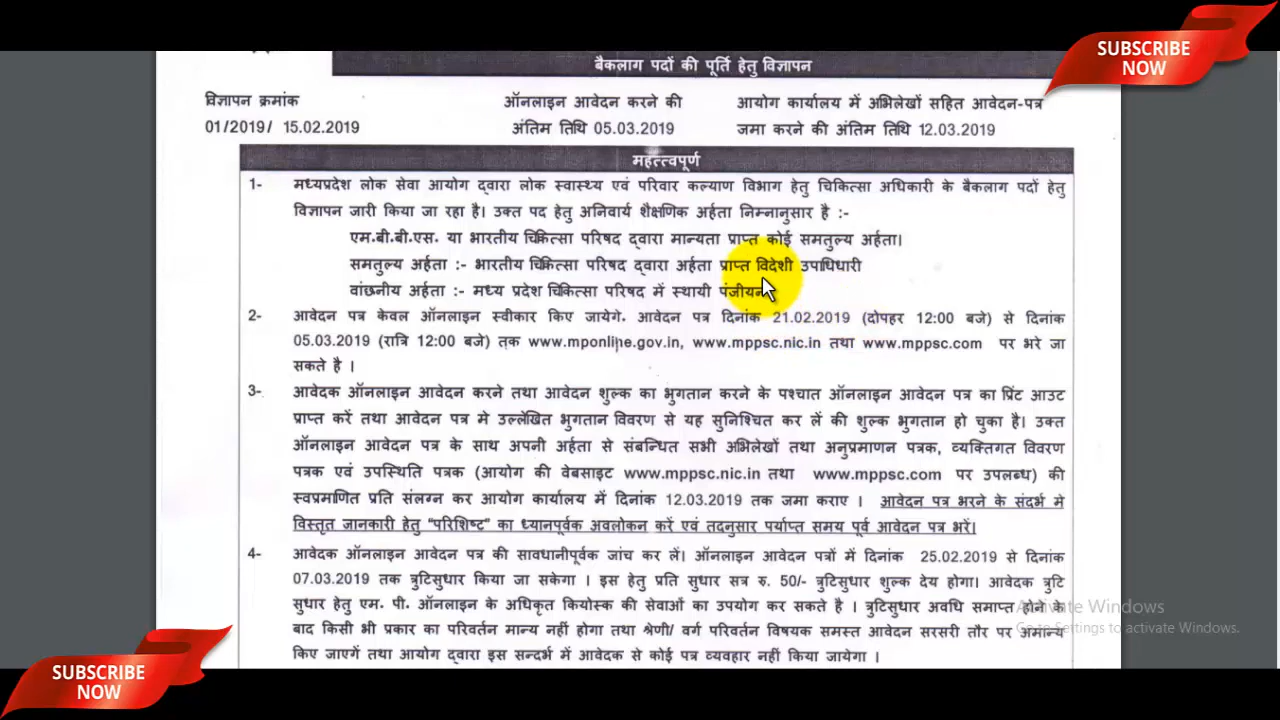 SUBSCRIBE
NOW
बैकलाग पदों की पूर्ति हेतु विज्ञापन
विज्ञापन क्रमांक
01/2019/ 15.02.2019
ऑनलाइन आवेदन करने की
अंतिम तिथि 05.03.2019
आयोग कार्यालय में अभिलेखों सहित आवेदन-पत्र
जमा करने की अंतिम तिथि 12.03.2019
महत्त्वपूर्ण
1- मध्यप्रदेश लोक सेवा आयोग द्वारा लोक स्वास्थ्य एवं परिवार कल्याण विभाग हेतु चिकित्सा अधिकारी के बैकलाग पदों हेतु
विज्ञापन जारी किया जा रहा है। उक्त पद हेतु अनिवार्य शैक्षणिक अर्हता निम्नानुसार है :-
एम.बी.बी.एस. या भारतीय चिकित्सा परिषद द्वारा मान्यता प्राप्त कोई समतुल्य अर्हता।
समतुल्य अर्हता :- भारतीय चिकित्सा परिषद द्वारा अर्हता प्राप्त विदेशी उपाधिधारी
वांछनीय अर्हता :- मध्य प्रदेश चिकित्सा परिषद में स्थायी पंजीयन
2- आवेदन पत्र केवल ऑनलाइन स्वीकार किए जायेगे. आवेदन पत्र दिनांक 21.02.2019 (दोपहर 12:00 बजे) से दिनांक
05.03.2019 (रात्रि 12:00 बजे) तक www.mponline.gov.in, www.mppsc.nic.in तथा www.mppsc.com पर भरे जा
सकते है ।
3- आवेदक ऑनलाइन आवेदन करने तथा आवेदन शुल्क का भुगतान करने के पश्चात ऑनलाइन आवेदन पत्र का प्रिंट आउट
प्राप्त करें तथा आवेदन पत्र मे उल्लेखित भुगतान विवरण से यह सुनिश्चित कर लें की शुल्क भुगतान हो चुका है। उक्त
ऑनलाइन आवेदन पत्र के साथ अपनी अर्हता से संबन्धित सभी अभिलेखों तथा अनुप्रमाणन पत्रक, व्यक्तिगत विवरण
पत्रक एवं उपस्थिति पत्रक (आयोग की वेबसाइट www.mppsc.nic.in तथा www.mppsc.com पर उपलब्ध) की
स्वप्रमाणित प्रति संलग्न कर आयोग कार्यालय में दिनांक 12.03.2019 तक जमा कराए । आवेदन पत्र भरने के संदर्भ मे
विस्तृत जानकारी हेतु "परिशिष्ट" का ध्यानपूर्वक अवलोकन करें एवं तदनुसार पर्याप्त समय पूर्व आवेदन पत्र भरें।
4- आवेदक ऑनलाइन आवेदन पत्र की सावधानीपूर्वक जांच कर लें। ऑनलाइन आवेदन पत्रों में दिनांक 25.02.2019 से दिनांक
07.03.2019 तक त्रुटिसुधार किया जा सकेगा । इस हेतु प्रति सुधार सत्र रु. 50/- त्रुटिसुधार शुल्क देय होगा। आवेदक त्रुटि
सुधार हेतु एम. पी. ऑनलाइन के अधिकृत कियोस्क की सेवाओं का उपयोग कर सकते है । त्रुटिसुधार अवधि समाप्त होने के
बाद किसी भी प्रकार का परिवर्तन मान्य नहीं होगा तथा श्रेणी/ वर्ग परिवर्तन विषयक समस्त आवेदन सरसरी तौर पर अमान्य
किए जाएगें तथा आयोग द्वारा इस सन्दर्भ में आवेदक से कोई पत्र व्यवहार नहीं किया जायेगा ।
Activate Windows
Go to Settings to activate Windows.
SUBSCRIBE
NOW